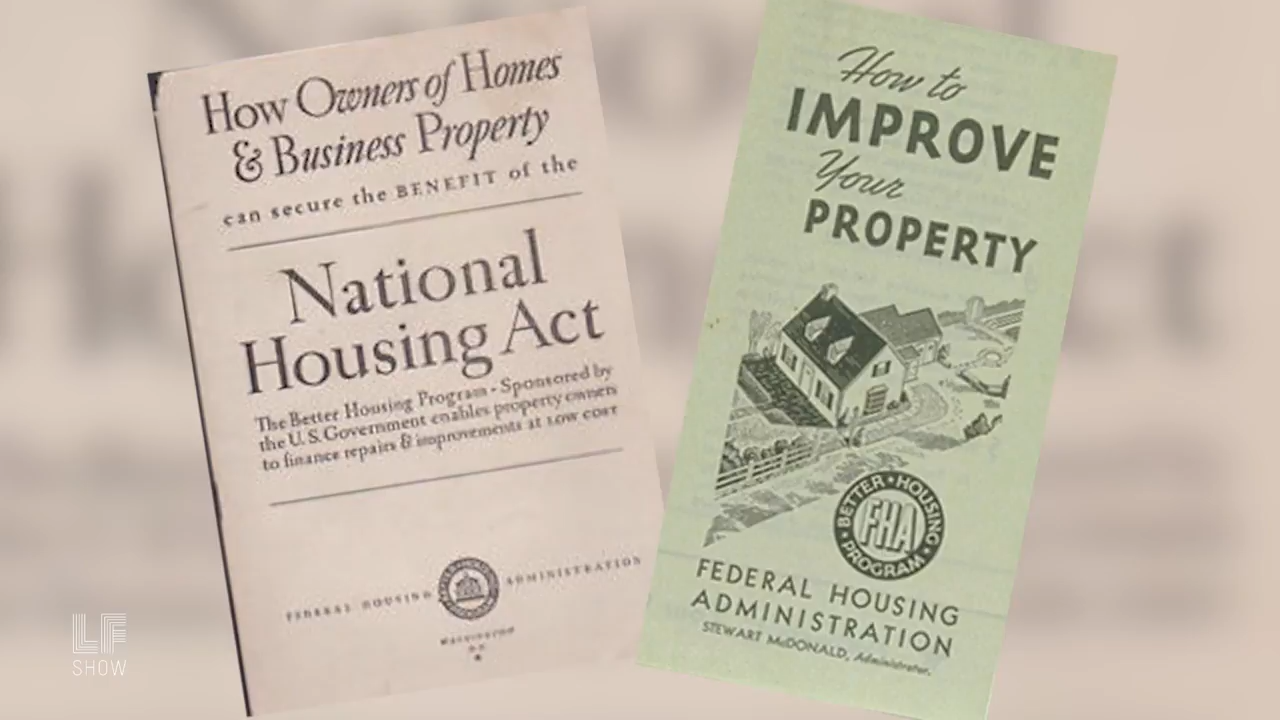 How Owners of Homes
& Business Property
can secure the BENEFIT of the
National
Housing Act
The Better Housing Program - Sponsored by
the U.S. Government enables property owners
to finance repairs & improvements at low cost
FEDERAL HOUSING ADMINISTRATION
WASHINGTON
D.C.
How to
IMPROVE
Your
PROPERTY
BETTER HOUSING
FHA
PROGRAM
FEDERAL HOUSING
ADMINISTRATION
STEWART McDONALD, Administrator.
LF
SHOW